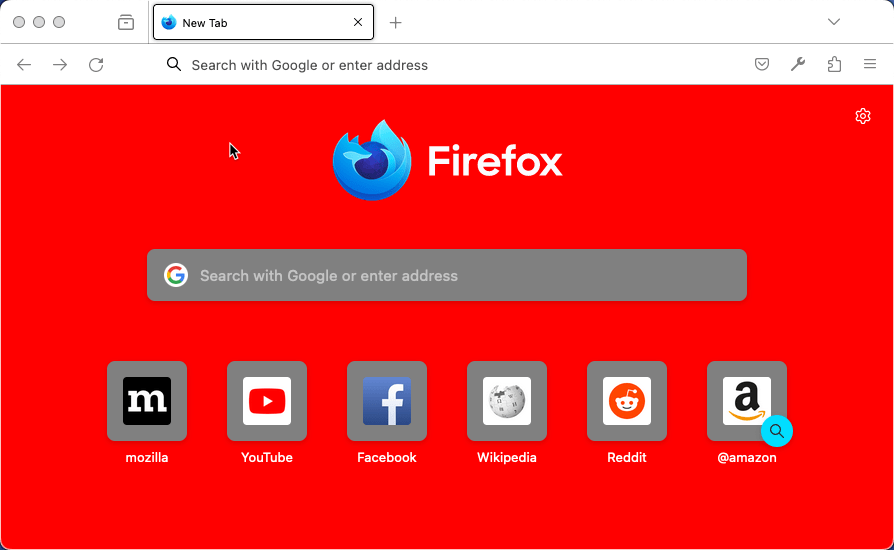 New Tab
Search with Google or enter address
Firefox
Search with Google or enter address
m
mozilla
YouTube
f
Facebook
Wikipedia
Reddit
a
@amazon